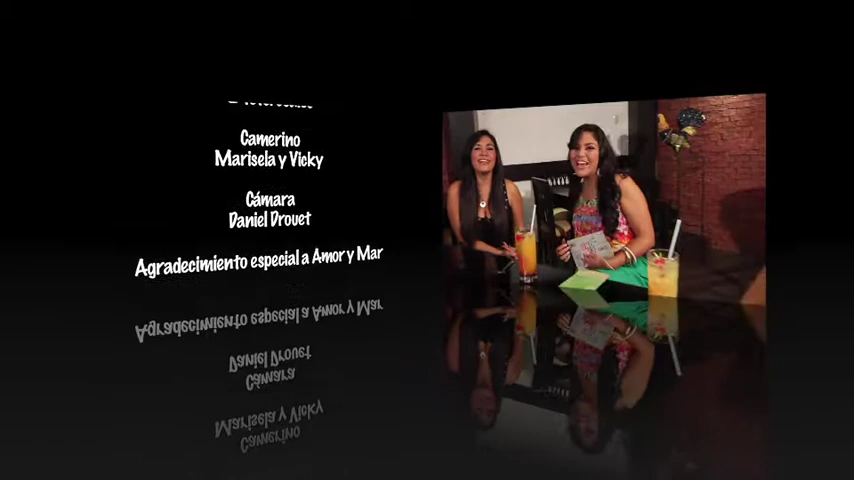 Camerino
Marisela y Vicky
Cámara
Daniel Drouet
Agradecimiento especial a Amor y Mar